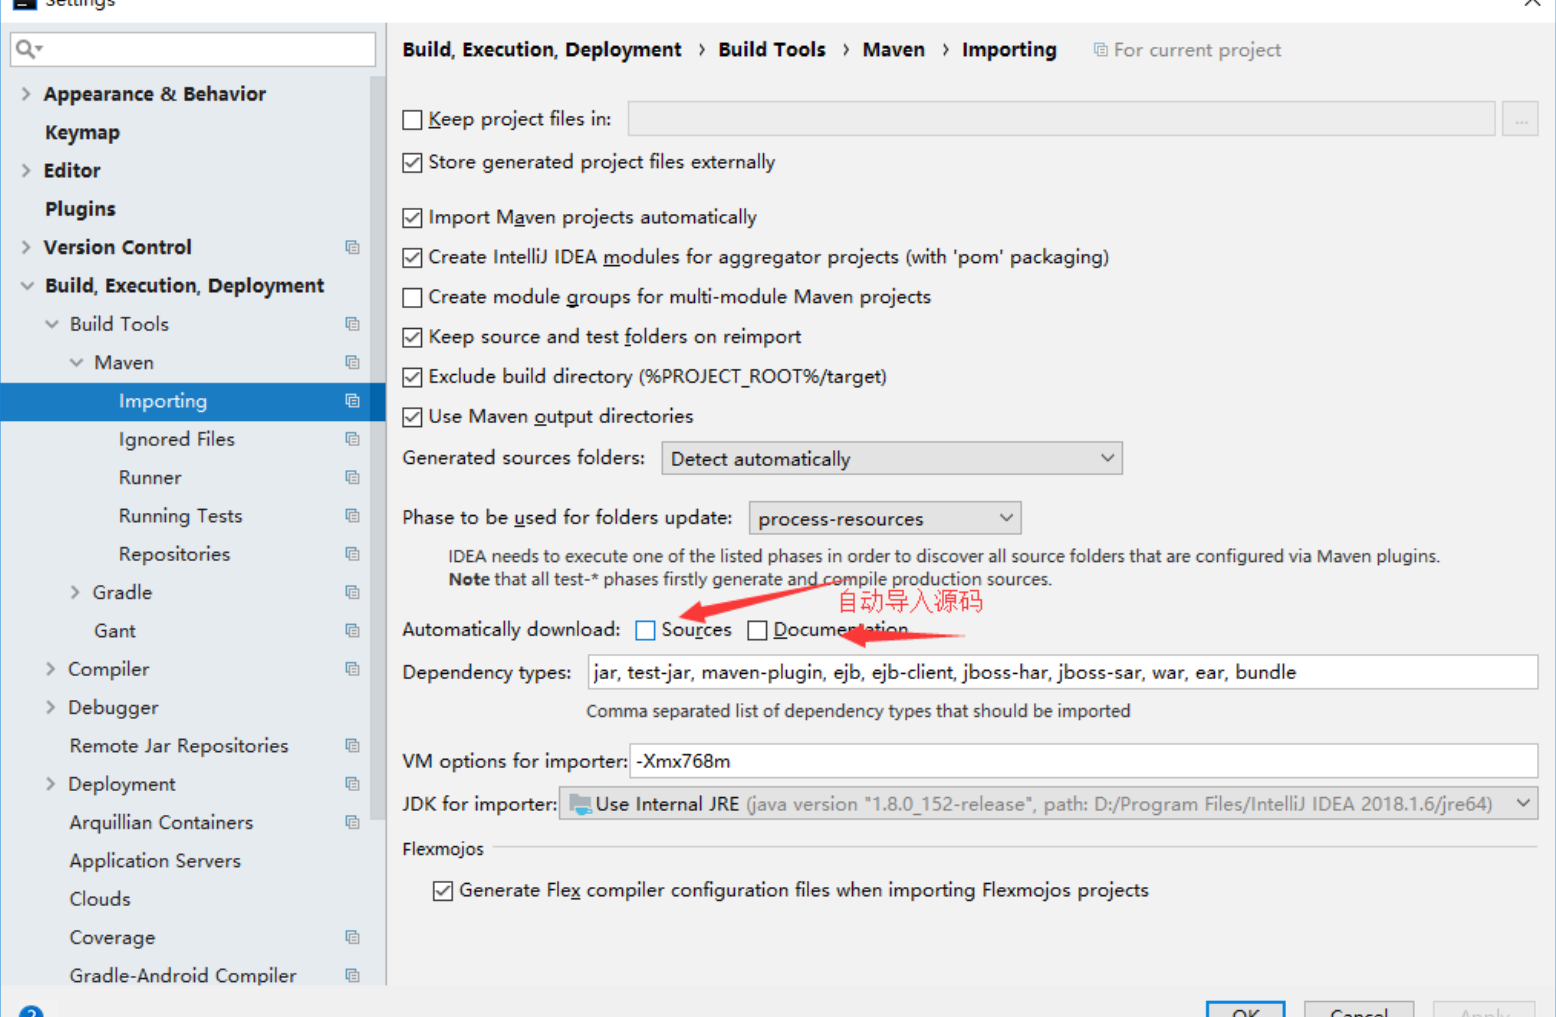 Settings
Build, Execution, Deployment › Build Tools › Maven › Importing For current project
Appearance & Behavior
Keymap
Editor
Plugins
Version Control
Build, Execution, Deployment
Build Tools
Maven
Importing
Ignored Files
Runner
Running Tests
Repositories
Gradle
Gant
Compiler
Debugger
Remote Jar Repositories
Deployment
Arquillian Containers
Application Servers
Clouds
Coverage
Gradle-Android Compiler
Keep project files in:
...
Store generated project files externally
Import Maven projects automatically
Create IntelliJ IDEA modules for aggregator projects (with 'pom' packaging)
Create module groups for multi-module Maven projects
Keep source and test folders on reimport
Exclude build directory (%PROJECT_ROOT%/target)
Use Maven output directories
Generated sources folders: Detect automatically
Phase to be used for folders update: process-resources
IDEA needs to execute one of the listed phases in order to discover all source folders that are configured via Maven plugins.
Note that all test-* phases firstly generate and compile production sources.
自动导入源码
Automatically download: Sources Documentation
Dependency types: jar, test-jar, maven-plugin, ejb, ejb-client, jboss-har, jboss-sar, war, ear, bundle
Comma separated list of dependency types that should be imported
VM options for importer: -Xmx768m
JDK for importer: Use Internal JRE (java version "1.8.0_152-release", path: D:/Program Files/IntelliJ IDEA 2018.1.6/jre64)
Flexmojos
Generate Flex compiler configuration files when importing Flexmojos projects
?
OK Cancel Apply